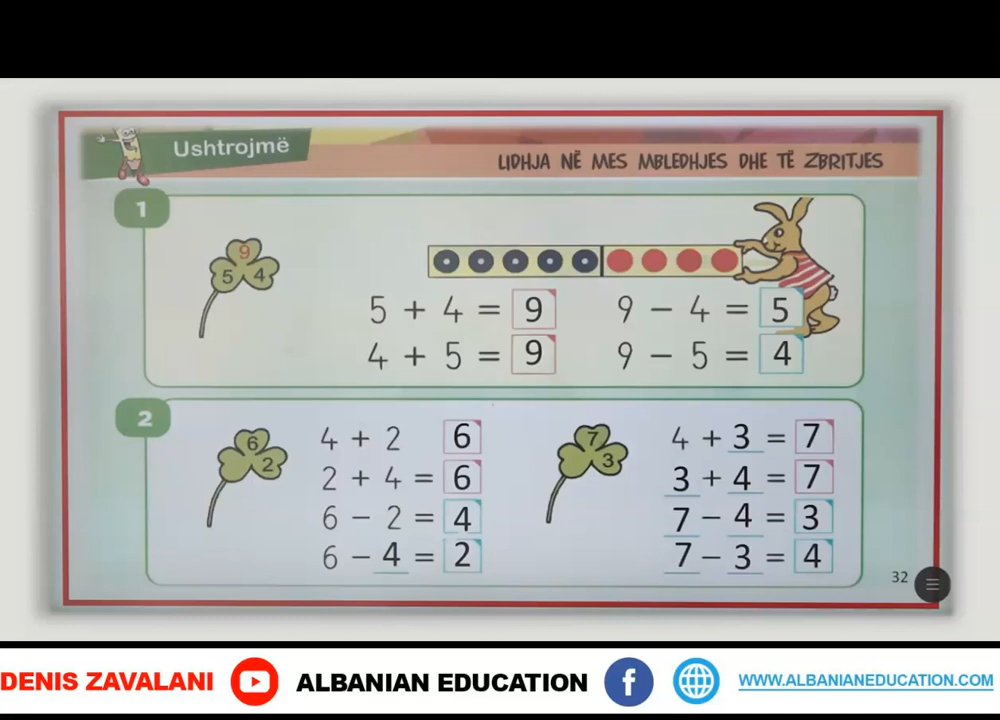 Ushtrojmë
LIDHJA NË MES MBLEDHJES DHE TË ZBRITJES
1
9
5 4
5 + 4 = 9
9 − 4 = 5
4 + 5 = 9
9 − 5 = 4
2
6
2
4 + 2 6
2 + 4 = 6
6 − 2 = 4
6 − 4 = 2
7
3
4 + 3 = 7
3 + 4 = 7
7 − 4 = 3
7 − 3 = 4
32
DENIS ZAVALANI
ALBANIAN EDUCATION
f
WWW.ALBANIANEDUCATION.COM